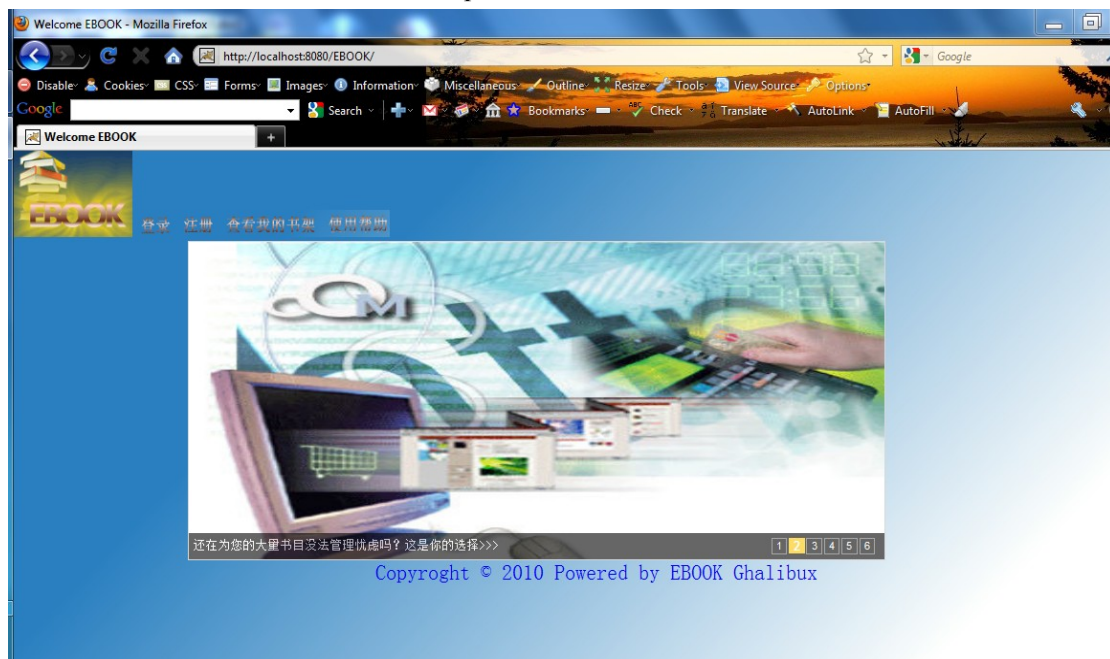 Welcome EBOOK - Mozilla Firefox
http://localhost:8080/EBOOK/
Google
Disable Cookies CSS Forms Images Information Miscellaneous Outline Resize Tools View Source Options
Google Search Bookmarks ABC Check Translate AutoLink AutoFill
Welcome EBOOK
EBOOK
登录 注册 查看我的书架 使用帮助
COM
还在为您的大量书目没法管理忧虑吗？这是你的选择>>>
1 2 3 4 5 6
Copyroght © 2010 Powered by EBOOK Ghalibux